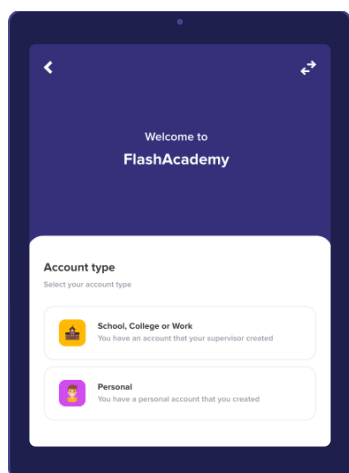 Welcome to
FlashAcademy
Account type
Select your account type
School, College or Work
You have an account that your supervisor created
Personal
You have a personal account that you created